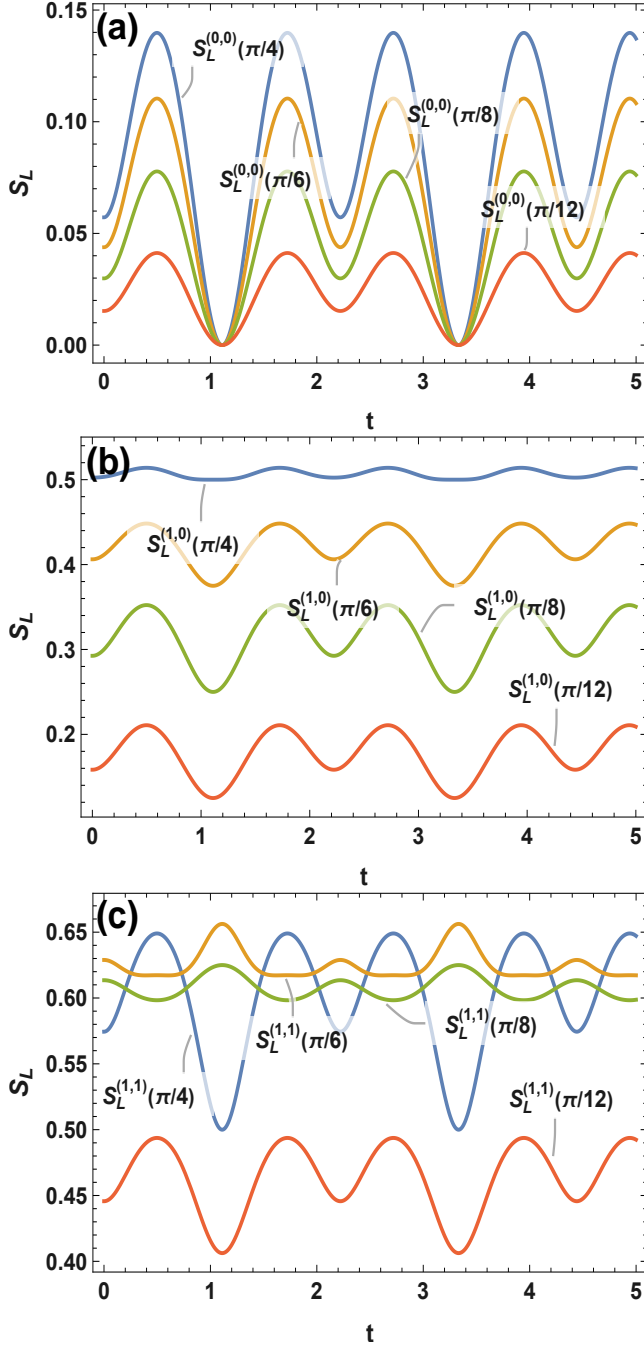 (a)
S_L^(0,0)(π/4)
S_L^(0,0)(π/8)
S_L^(0,0)(π/6)
S_L^(0,0)(π/12)
0.15
0.10
0.05
0.00
S_L
0 1 2 3 4 5
t
(b)
S_L^(1,0)(π/4)
S_L^(1,0)(π/6)
S_L^(1,0)(π/8)
S_L^(1,0)(π/12)
0.5
0.4
0.3
0.2
S_L
0 1 2 3 4 5
t
(c)
S_L^(1,1)(π/6)
S_L^(1,1)(π/8)
S_L^(1,1)(π/4)
S_L^(1,1)(π/12)
0.65
0.60
0.55
0.50
0.45
0.40
S_L
0 1 2 3 4 5
t